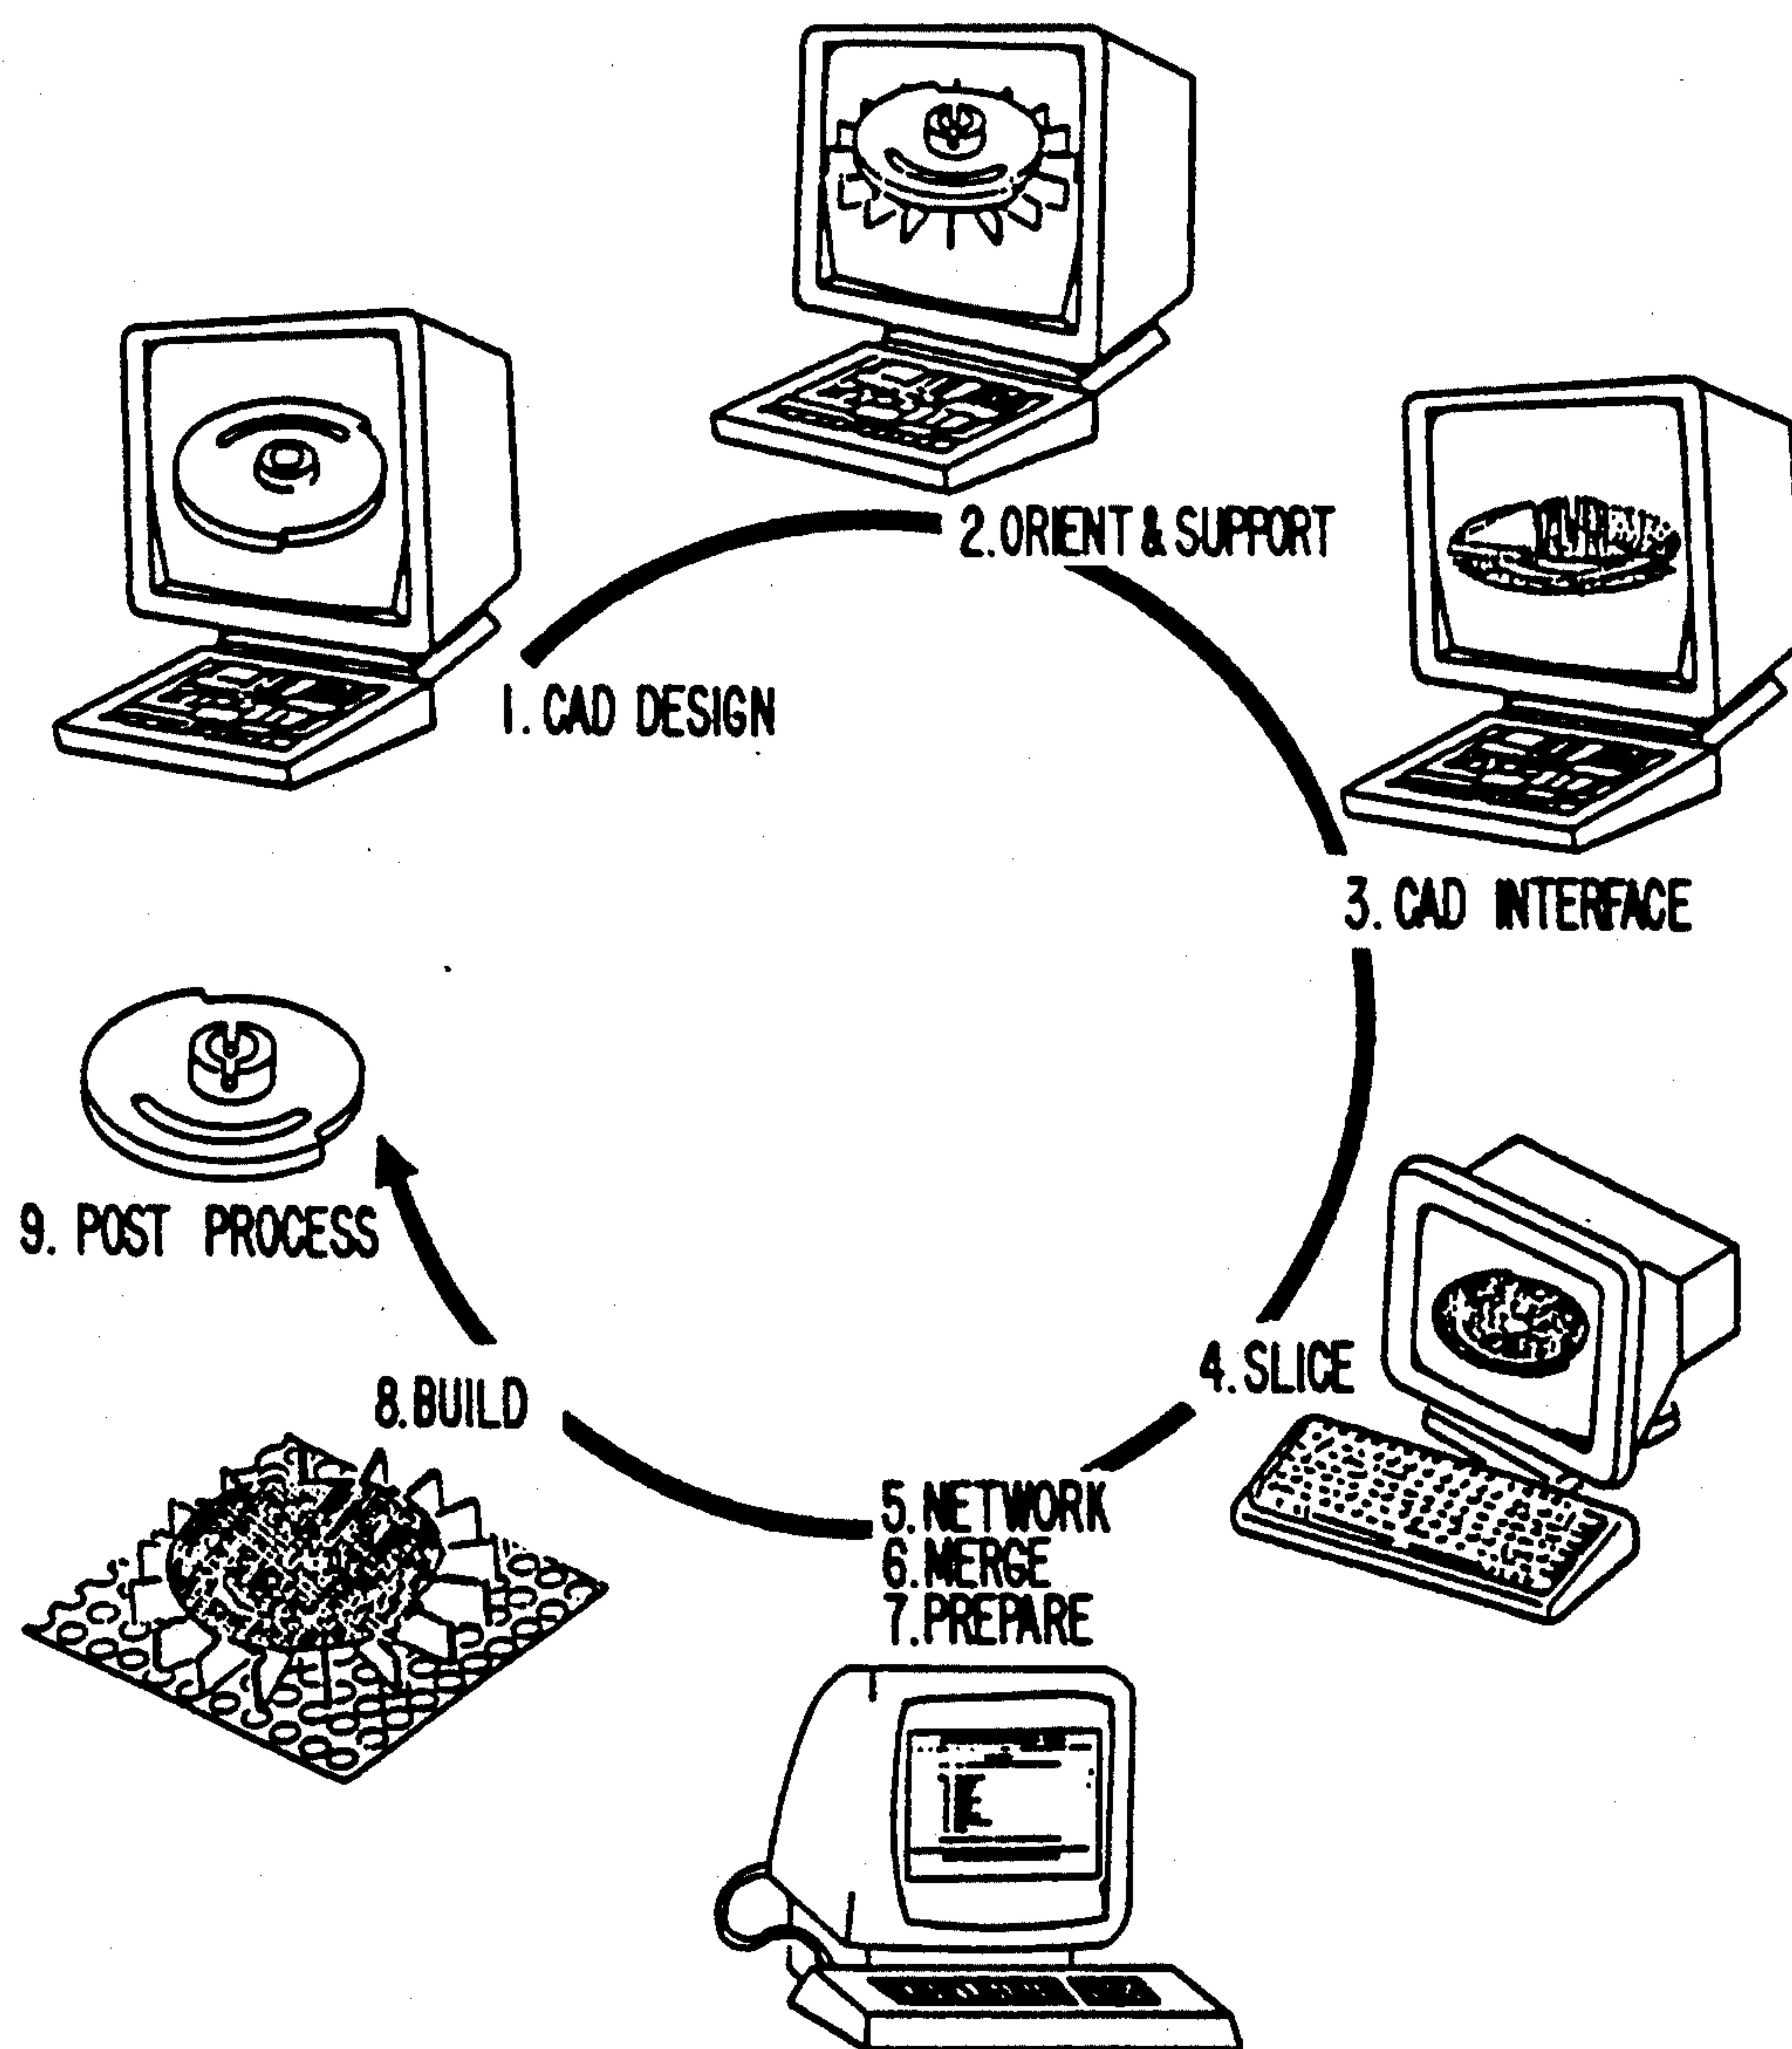 1. CAD DESIGN
2. ORIENT & SUPPORT
3. CAD INTERFACE
4. SLICE
5. NETWORK
6. MERGE
7. PREPARE
8. BUILD
9. POST PROCESS